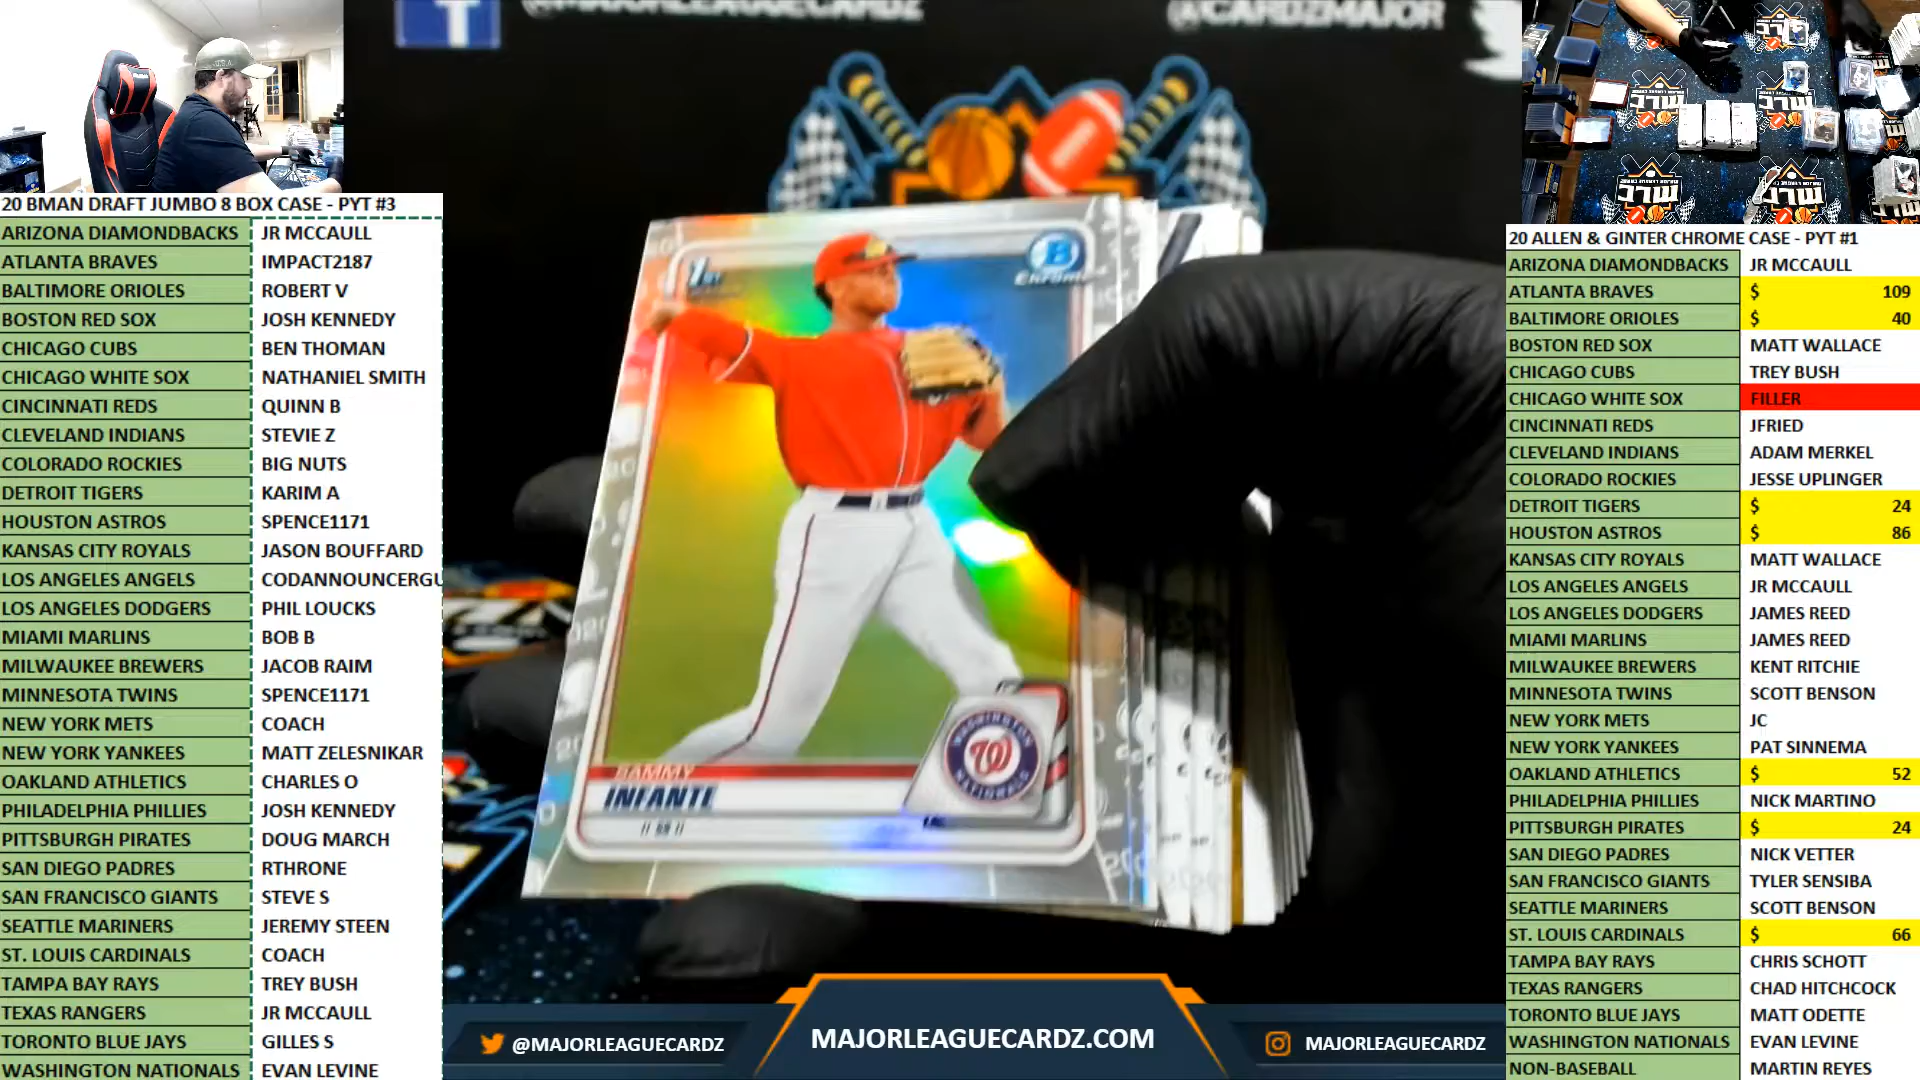 @MAJORLEAGUECARDZ
@CARDZMAJOR
20 BMAN DRAFT JUMBO 8 BOX CASE - PYT #3
ARIZONA DIAMONDBACKS JR MCCAULL
ATLANTA BRAVES IMPACT2187
BALTIMORE ORIOLES ROBERT V
BOSTON RED SOX JOSH KENNEDY
CHICAGO CUBS BEN THOMAN
CHICAGO WHITE SOX NATHANIEL SMITH
CINCINNATI REDS QUINN B
CLEVELAND INDIANS STEVIE Z
COLORADO ROCKIES BIG NUTS
DETROIT TIGERS KARIM A
HOUSTON ASTROS SPENCE1171
KANSAS CITY ROYALS JASON BOUFFARD
LOS ANGELES ANGELS CODANNOUNCERGU
LOS ANGELES DODGERS PHIL LOUCKS
MIAMI MARLINS BOB B
MILWAUKEE BREWERS JACOB RAIM
MINNESOTA TWINS SPENCE1171
NEW YORK METS COACH
NEW YORK YANKEES MATT ZELESNIKAR
OAKLAND ATHLETICS CHARLES O
PHILADELPHIA PHILLIES JOSH KENNEDY
PITTSBURGH PIRATES DOUG MARCH
SAN DIEGO PADRES RTHRONE
SAN FRANCISCO GIANTS STEVE S
SEATTLE MARINERS JEREMY STEEN
ST. LOUIS CARDINALS COACH
TAMPA BAY RAYS TREY BUSH
TEXAS RANGERS JR MCCAULL
TORONTO BLUE JAYS GILLES S
WASHINGTON NATIONALS EVAN LEVINE
1ST
B
Chrome
WASHINGTON
W
NATIONALS
SAMMY
INFANTE
// SS //
20 ALLEN & GINTER CHROME CASE - PYT #1
ARIZONA DIAMONDBACKS JR MCCAULL
ATLANTA BRAVES $ 109
BALTIMORE ORIOLES $ 40
BOSTON RED SOX MATT WALLACE
CHICAGO CUBS TREY BUSH
CHICAGO WHITE SOX FILLER
CINCINNATI REDS JFRIED
CLEVELAND INDIANS ADAM MERKEL
COLORADO ROCKIES JESSE UPLINGER
DETROIT TIGERS $ 24
HOUSTON ASTROS $ 86
KANSAS CITY ROYALS MATT WALLACE
LOS ANGELES ANGELS JR MCCAULL
LOS ANGELES DODGERS JAMES REED
MIAMI MARLINS JAMES REED
MILWAUKEE BREWERS KENT RITCHIE
MINNESOTA TWINS SCOTT BENSON
NEW YORK METS JC
NEW YORK YANKEES PAT SINNEMA
OAKLAND ATHLETICS $ 52
PHILADELPHIA PHILLIES NICK MARTINO
PITTSBURGH PIRATES $ 24
SAN DIEGO PADRES NICK VETTER
SAN FRANCISCO GIANTS TYLER SENSIBA
SEATTLE MARINERS SCOTT BENSON
ST. LOUIS CARDINALS $ 66
TAMPA BAY RAYS CHRIS SCHOTT
TEXAS RANGERS CHAD HITCHCOCK
TORONTO BLUE JAYS MATT ODETTE
WASHINGTON NATIONALS EVAN LEVINE
NON-BASEBALL MARTIN REYES
@MAJORLEAGUECARDZ
MAJORLEAGUECARDZ.COM
MAJORLEAGUECARDZ